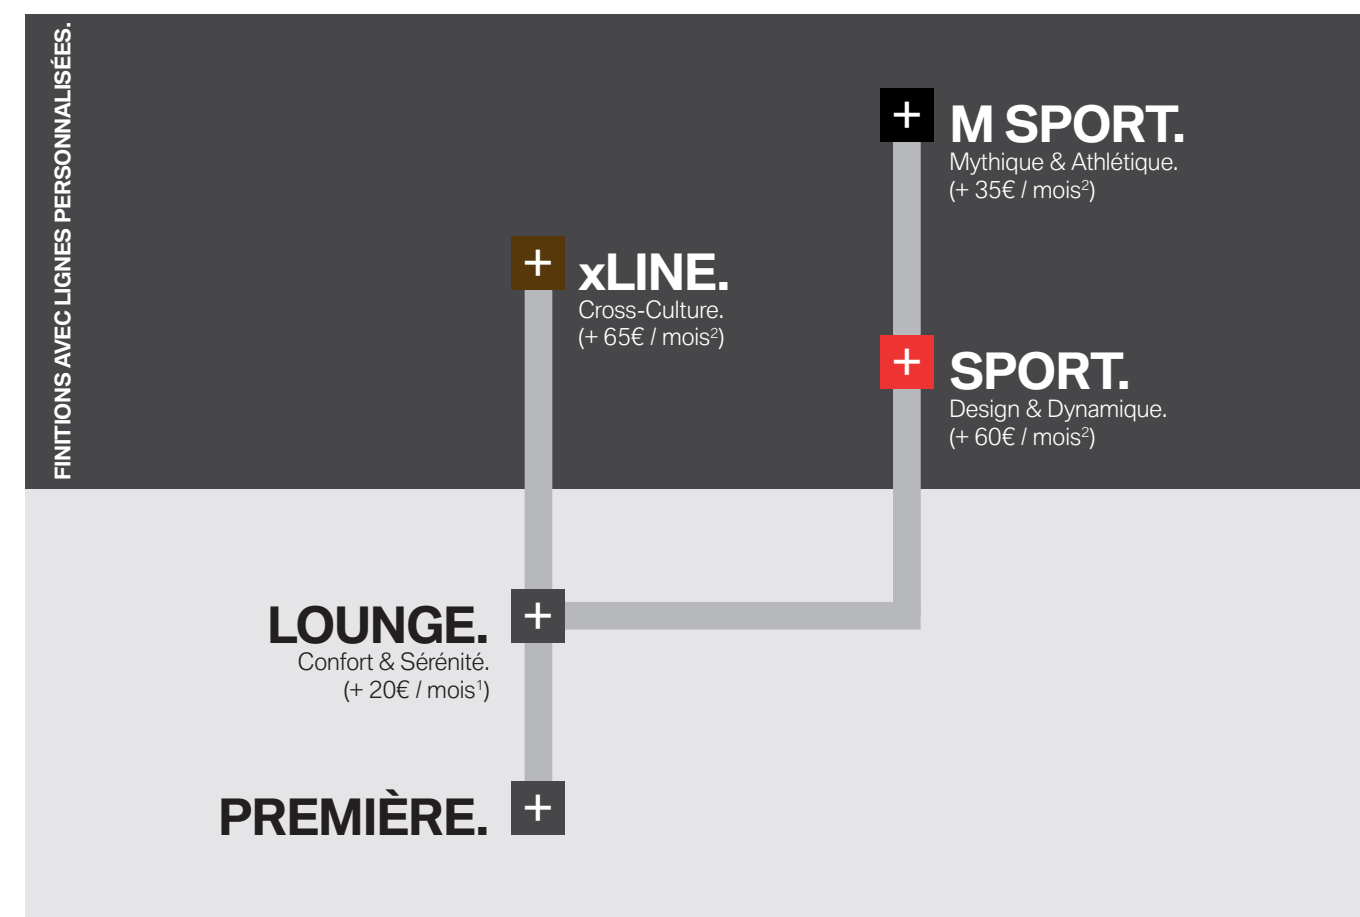 FINITIONS AVEC LIGNES PERSONNALISÉES.
+ M SPORT.
Mythique & Athlétique.
(+ 35€ / mois²)
+ xLINE.
Cross-Culture.
(+ 65€ / mois²)
+ SPORT.
Design & Dynamique.
(+ 60€ / mois²)
LOUNGE. +
Confort & Sérénité.
(+ 20€ / mois¹)
PREMIÈRE. +